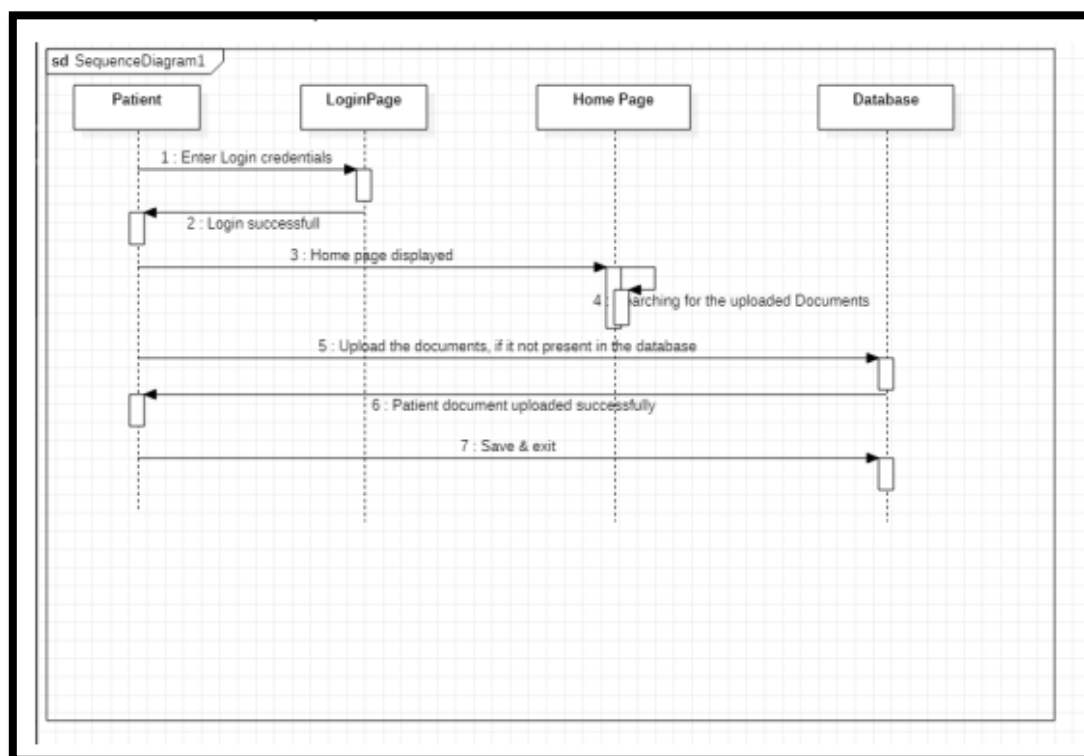 sd SequenceDiagram1
Patient
LoginPage
Home Page
Database
1 : Enter Login credentials
2 : Login successfull
3 : Home page displayed
4 : arching for the uploaded Documents
5 : Upload the documents, if it not present in the database
6 : Patient document uploaded successfully
7 : Save & exit